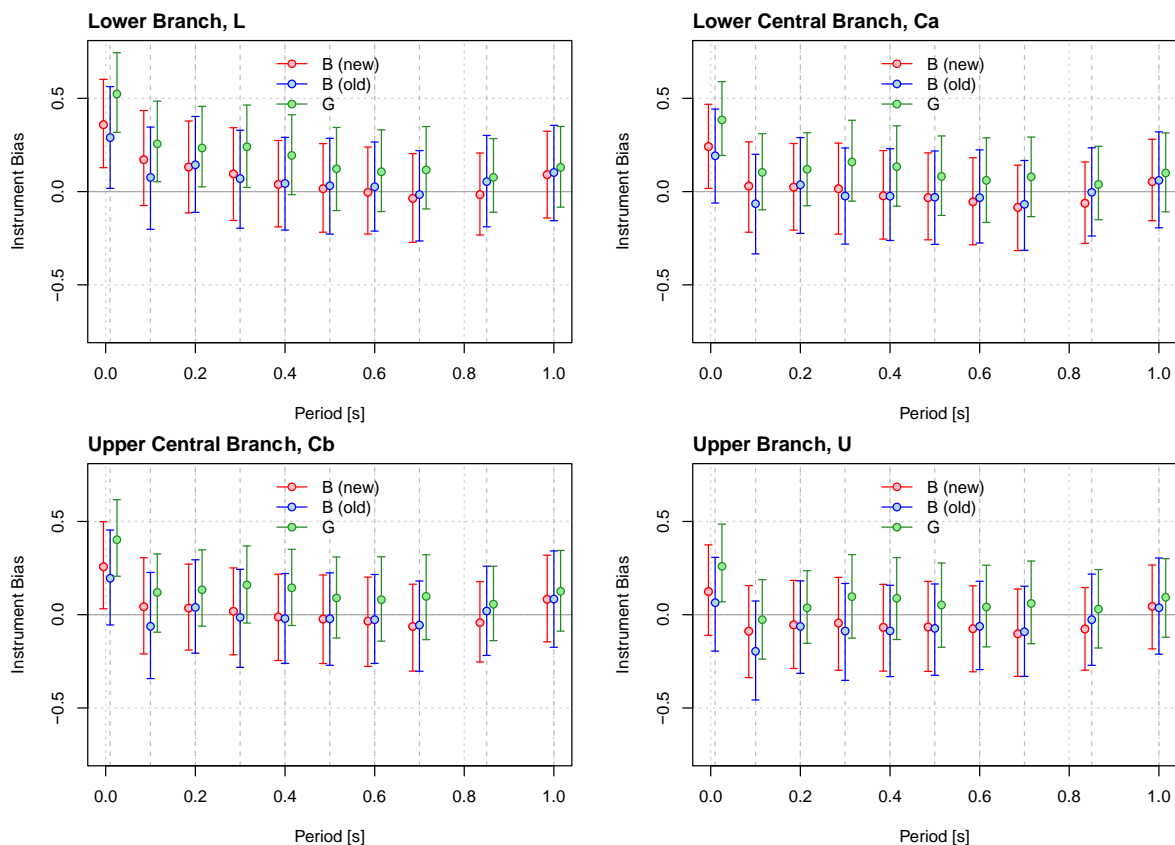 Lower Branch, L
B (new)
B (old)
G
Instrument Bias
0.5
0.0
−0.5
0.0 0.2 0.4 0.6 0.8 1.0
Period [s]
Lower Central Branch, Ca
B (new)
B (old)
G
Instrument Bias
0.5
0.0
−0.5
0.0 0.2 0.4 0.6 0.8 1.0
Period [s]
Upper Central Branch, Cb
B (new)
B (old)
G
Instrument Bias
0.5
0.0
−0.5
0.0 0.2 0.4 0.6 0.8 1.0
Period [s]
Upper Branch, U
B (new)
B (old)
G
Instrument Bias
0.5
0.0
−0.5
0.0 0.2 0.4 0.6 0.8 1.0
Period [s]